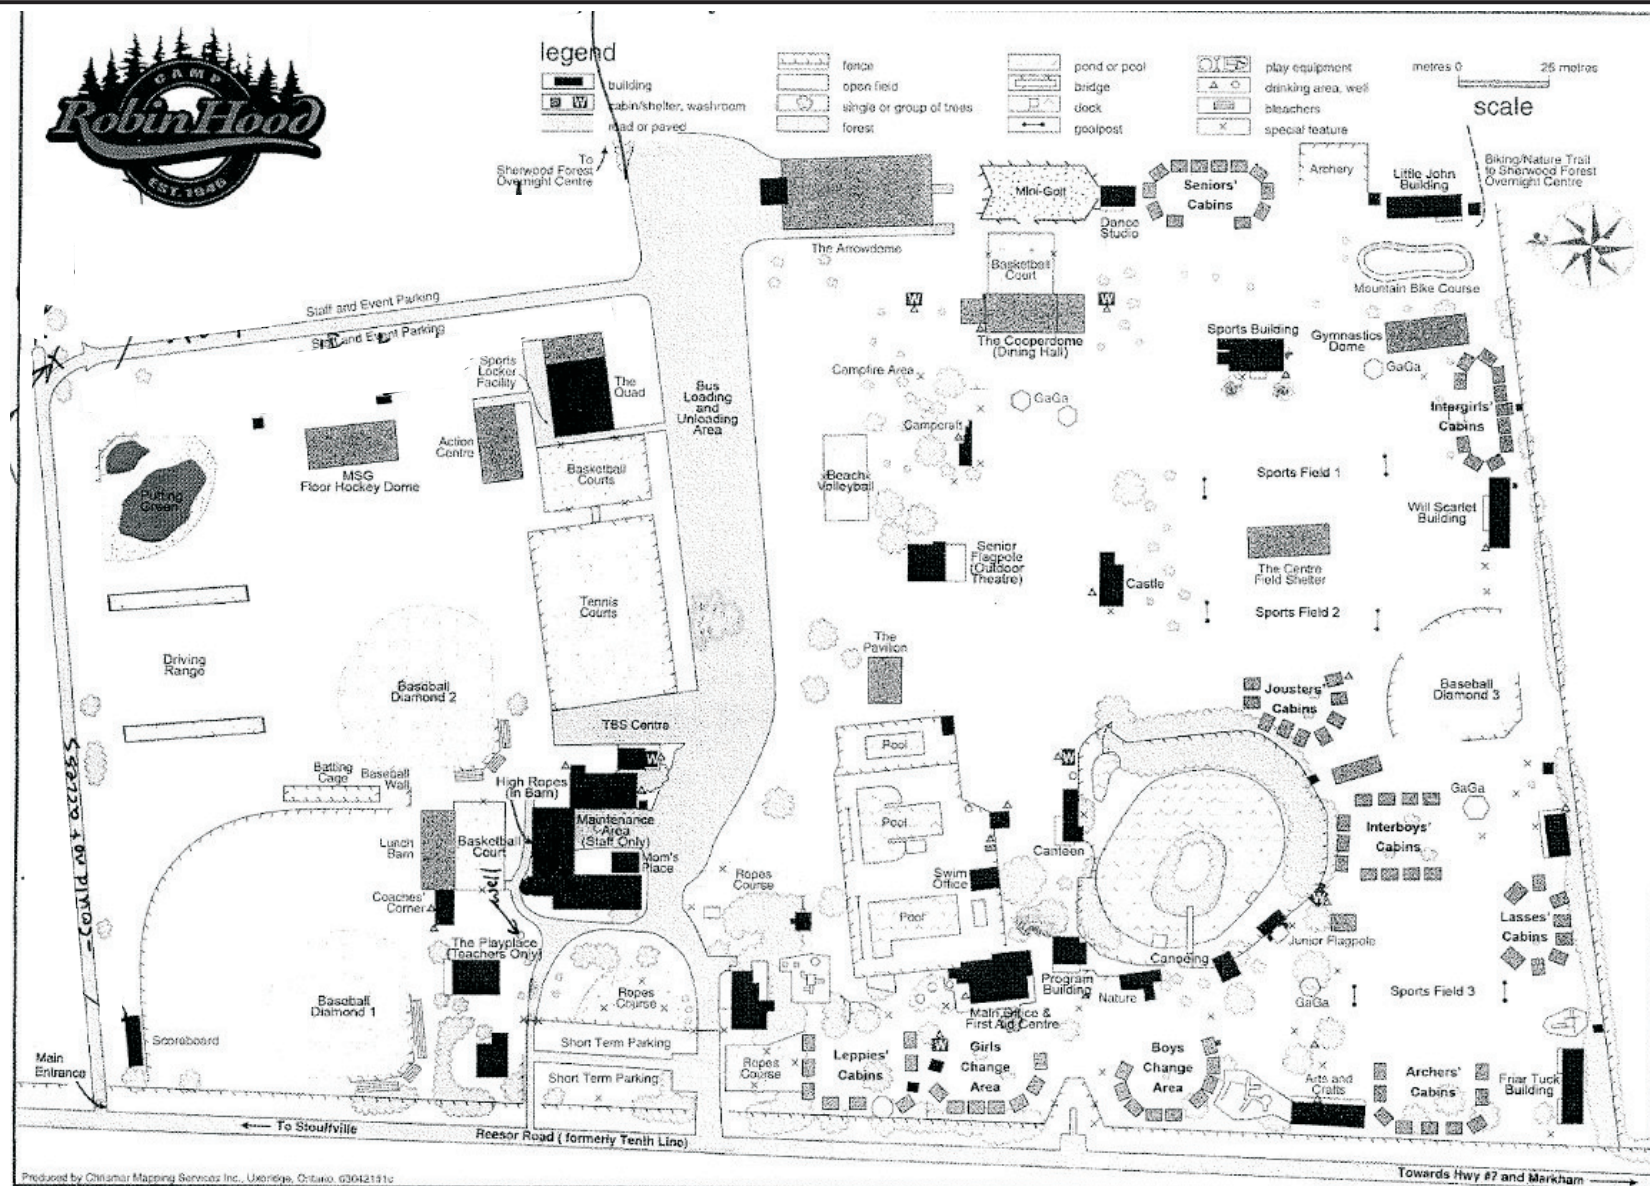 CAMP
RobinHood
EST. 1946
legend
building
cabin/shelter, washroom
road or paved
fence
open field
single or group of trees
forest
pond or pool
bridge
dock
goalpost
play equipment
drinking area, well
bleachers
special feature
metres 0 25 metres
scale
To
Sherwood Forest
Overnight Centre
The Arrowdome
Mini-Golf
Dance
Studio
Seniors'
Cabins
Archery
Little John
Building
Biking/Nature Trail
to Sherwood Forest
Overnight Centre
Basketball
Court
Mountain Bike Course
Staff and Event Parking
Staff and Event Parking
W
W
The Cooperdome
(Dining Hall)
Sports Building
Gymnastics
Dome
GaGa
Sports
Locker
Facility
The
Quad
Bus
Loading
and
Unloading
Area
Campfire Area
GaGa
Intergirls'
Cabins
Campcraft
Action
Centre
MSG
Floor Hockey Dome
Basketball
Courts
Beach
Volleyball
Sports Field 1
Putting
Green
Will Scarlet
Building
Senior
Flagpole
(Outdoor
Theatre)
Castle
The Centre
Field Shelter
Sports Field 2
Tennis
Courts
Driving
Range
Baseball
Diamond 2
The
Pavilion
Jousters'
Cabins
Baseball
Diamond 3
TBS Centre
Pool
W
W
- could not access
Batting
Cage
Baseball
Wall
High Ropes
(In Barn)
Maintenance
Area
(Staff Only)
Mom's
Place
Pool
Canteen
GaGa
Interboys'
Cabins
Lunch
Barn
Basketball
Court
well
Coaches'
Corner
Ropes
Course
Swim
Office
Pool
Lasses'
Cabins
Junior Flagpole
The Playplace
(Teachers Only)
Canoeing
Program
Building
Nature
Baseball
Diamond 1
Ropes
Course
Main Office &
First Aid Centre
GaGa
Sports Field 3
Scoreboard
Main
Entrance
Short Term Parking
Short Term Parking
Ropes
Course
Leppies'
Cabins
W
Girls
Change
Area
Boys
Change
Area
Arts and
Crafts
Archers'
Cabins
Friar Tuck
Building
To Stouffville
Reesor Road ( formerly Tenth Line)
Towards Hwy #7 and Markham
Produced by Chrismar Mapping Services Inc., Uxbridge, Ontario.